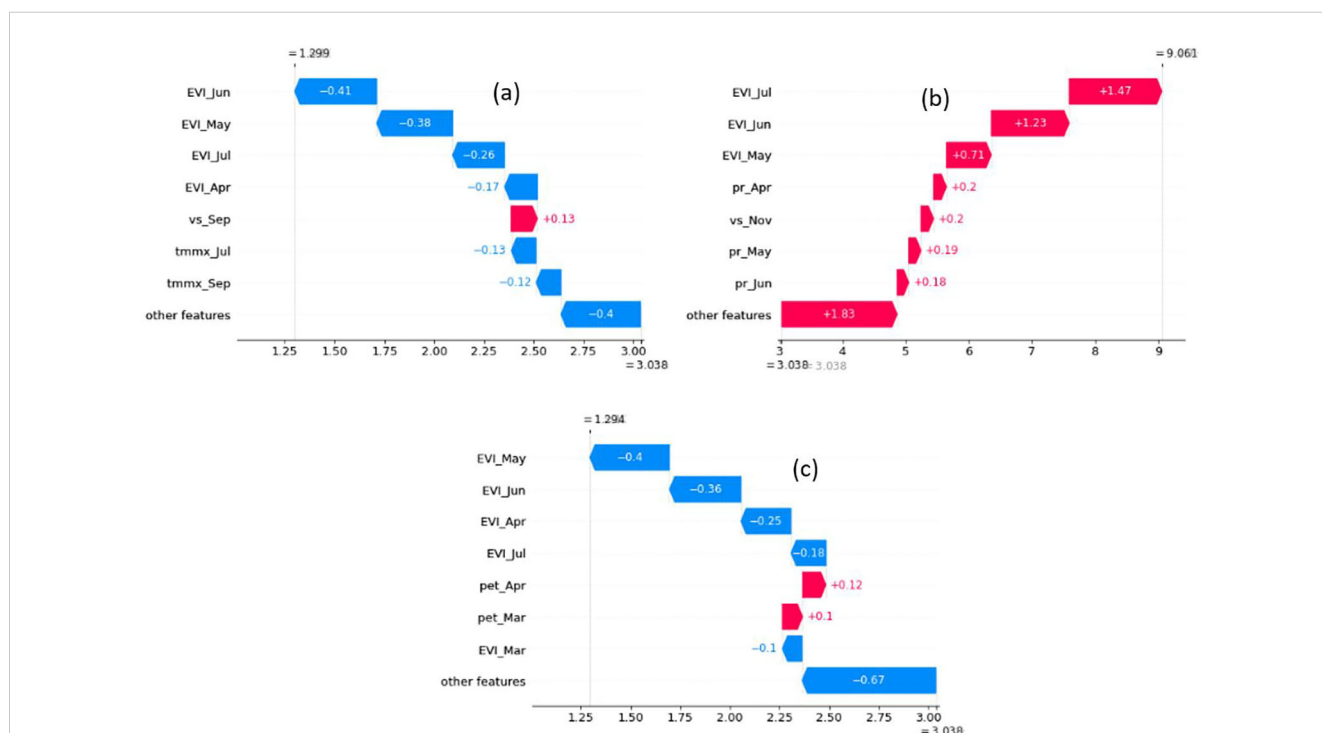 = 1.299
(a)
EVI_Jun −0.41
EVI_May −0.38
EVI_Jul −0.26
EVI_Apr −0.17
vs_Sep +0.13
tmmx_Jul −0.13
tmmx_Sep −0.12
other features −0.4
1.25 1.50 1.75 2.00 2.25 2.50 2.75 3.00
= 3.038
= 9.061
(b)
EVI_Jul +1.47
EVI_Jun +1.23
EVI_May +0.71
pr_Apr +0.2
vs_Nov +0.2
pr_May +0.19
pr_Jun +0.18
other features +1.83
3 4 5 6 7 8 9
= 3.038 = 3.038
= 1.294
(c)
EVI_May −0.4
EVI_Jun −0.36
EVI_Apr −0.25
EVI_Jul −0.18
pet_Apr +0.12
pet_Mar +0.1
EVI_Mar −0.1
other features −0.67
1.25 1.50 1.75 2.00 2.25 2.50 2.75 3.00
= 3.038